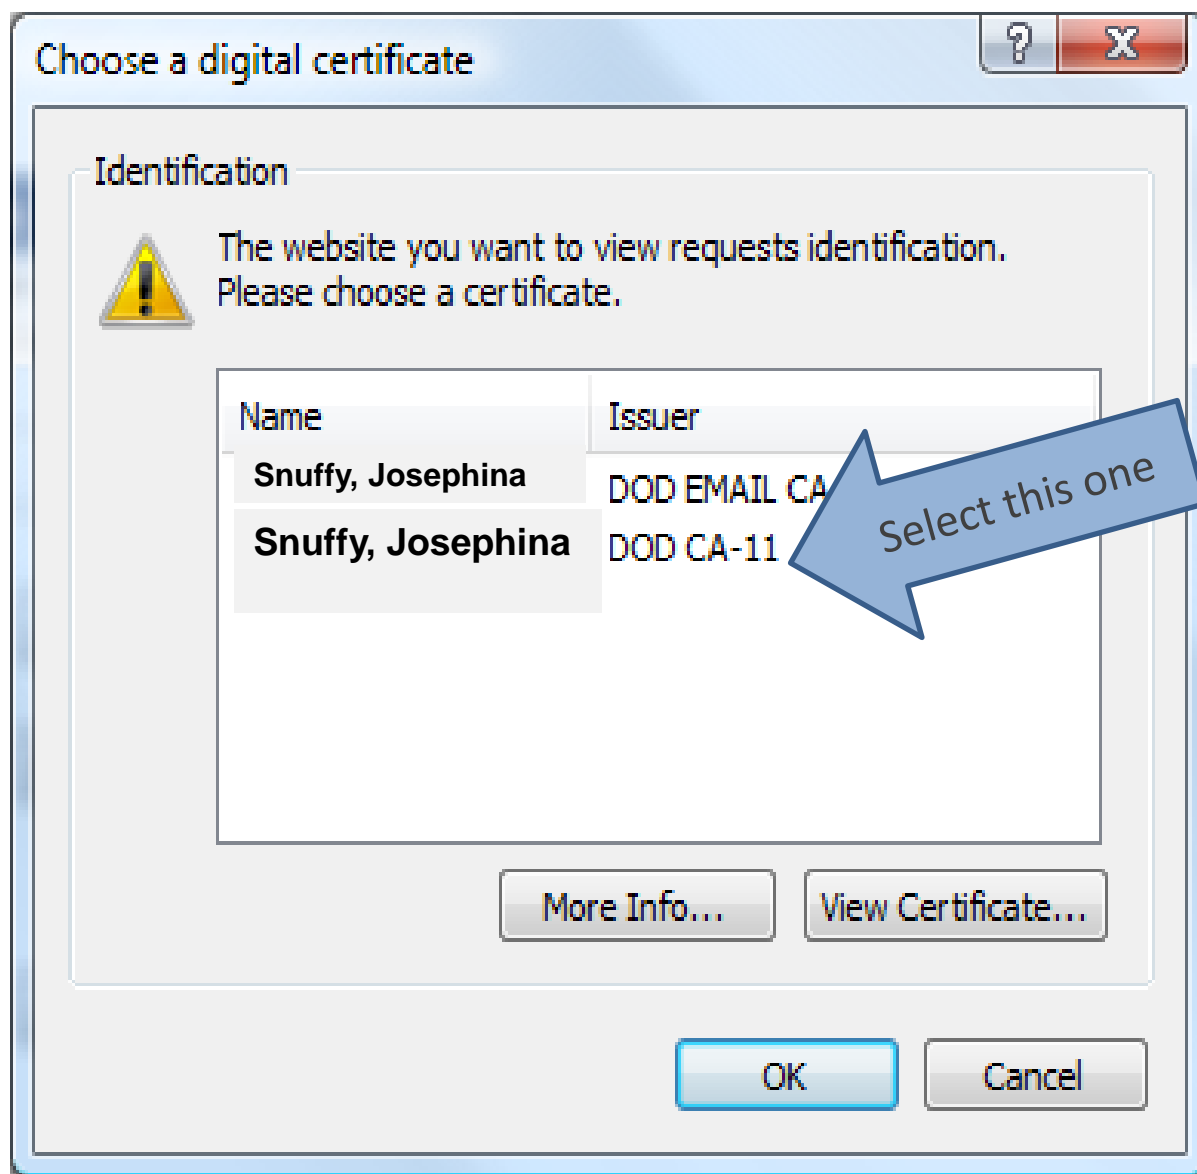 Choose a digital certificate
Identification
The website you want to view requests identification.
Please choose a certificate.
Name Issuer
Snuffy, Josephina DOD EMAIL CA
Snuffy, Josephina DOD CA-11
Select this one
More Info... View Certificate...
OK Cancel